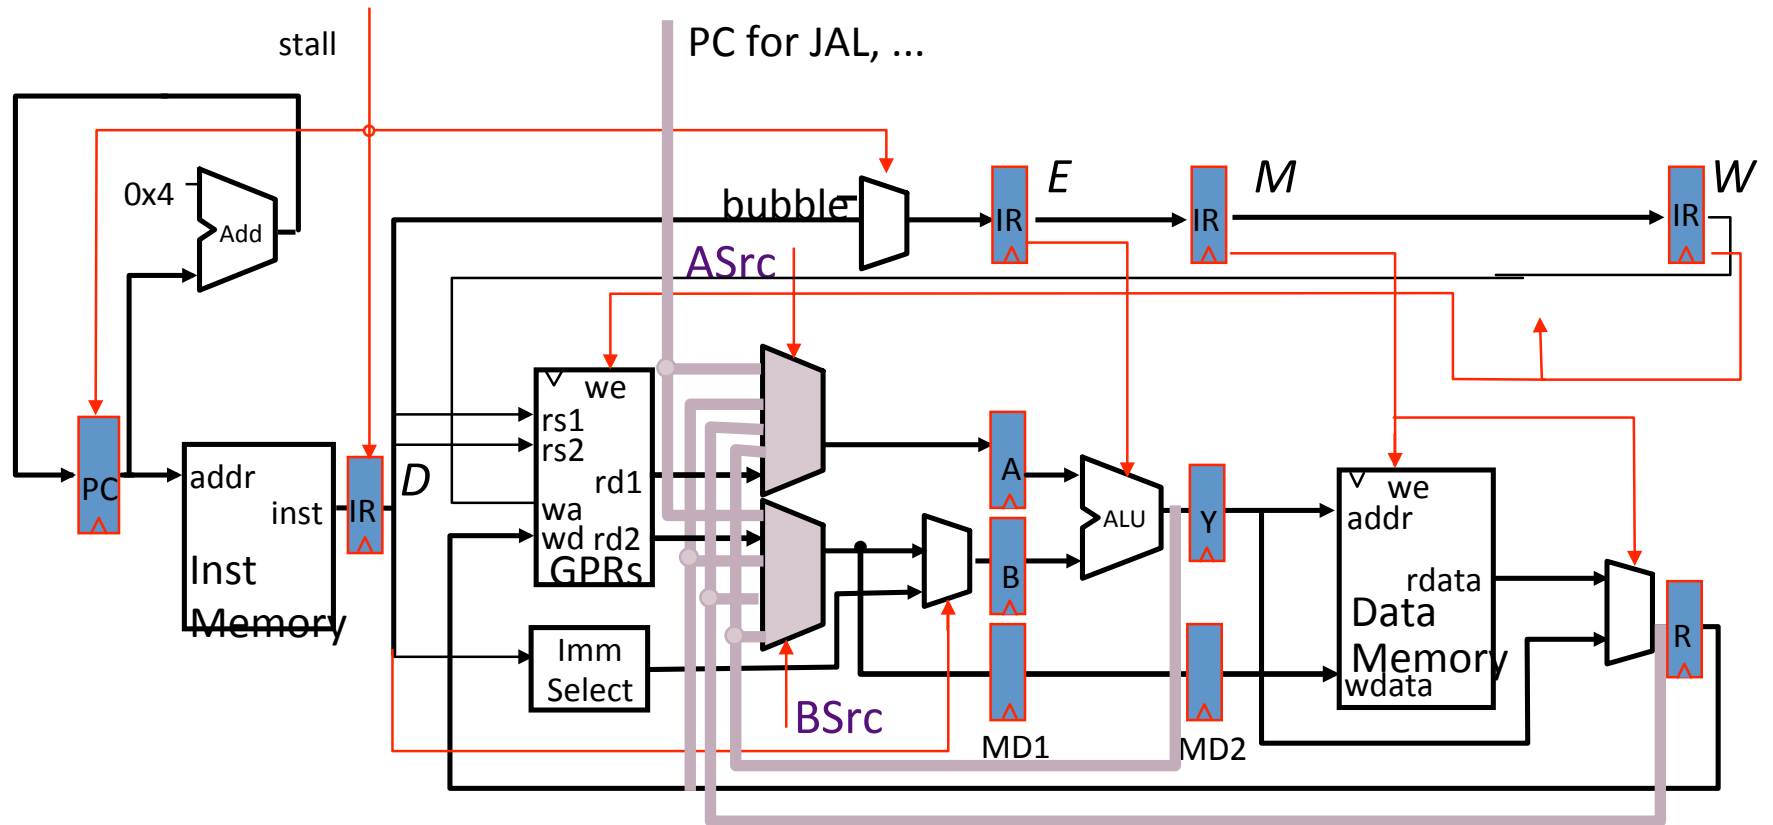 stall
PC for JAL, ...
0x4
Add
bubble
IR
E
IR
M
IR
W
ASrc
we
rs1
rs2
rd1
wa
wd
rd2
GPRs
PC
addr
inst
Inst
Memory
IR
D
A
B
ALU
Y
we
addr
rdata
Data
Memory
wdata
R
Imm
Select
BSrc
MD1
MD2